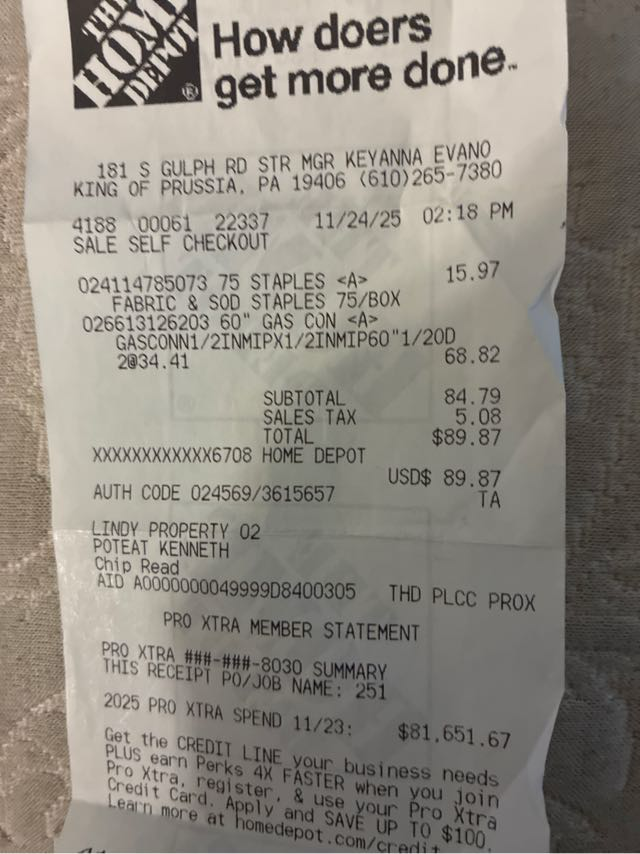 THE
HOME
DEPOT
®
How doers
get more done™
181 S GULPH RD STR MGR KEYANNA EVANO
KING OF PRUSSIA, PA 19406 (610)265-7380
4188 00061 22337 11/24/25 02:18 PM
SALE SELF CHECKOUT
024114785073 75 STAPLES <A> 15.97
FABRIC & SOD STAPLES 75/BOX
026613126203 60" GAS CON <A>
GASCONN1/2INMIPX1/2INMIP60"1/2OD
2@34.41 68.82
SUBTOTAL 84.79
SALES TAX 5.08
TOTAL $89.87
XXXXXXXXXXXX6708 HOME DEPOT
USD$ 89.87
AUTH CODE 024569/3615657 TA
LINDY PROPERTY 02
POTEAT KENNETH
Chip Read
AID A0000000049999D8400305 THD PLCC PROX
PRO XTRA MEMBER STATEMENT
PRO XTRA ###-###-8030 SUMMARY
THIS RECEIPT PO/JOB NAME: 251
2025 PRO XTRA SPEND 11/23: $81,651.67
Get the CREDIT LINE your business needs
PLUS earn Perks 4X FASTER when you join
Pro Xtra, register, & use your Pro Xtra
Credit Card. Apply and SAVE UP TO $100.
Learn more at homedepot.com/credit